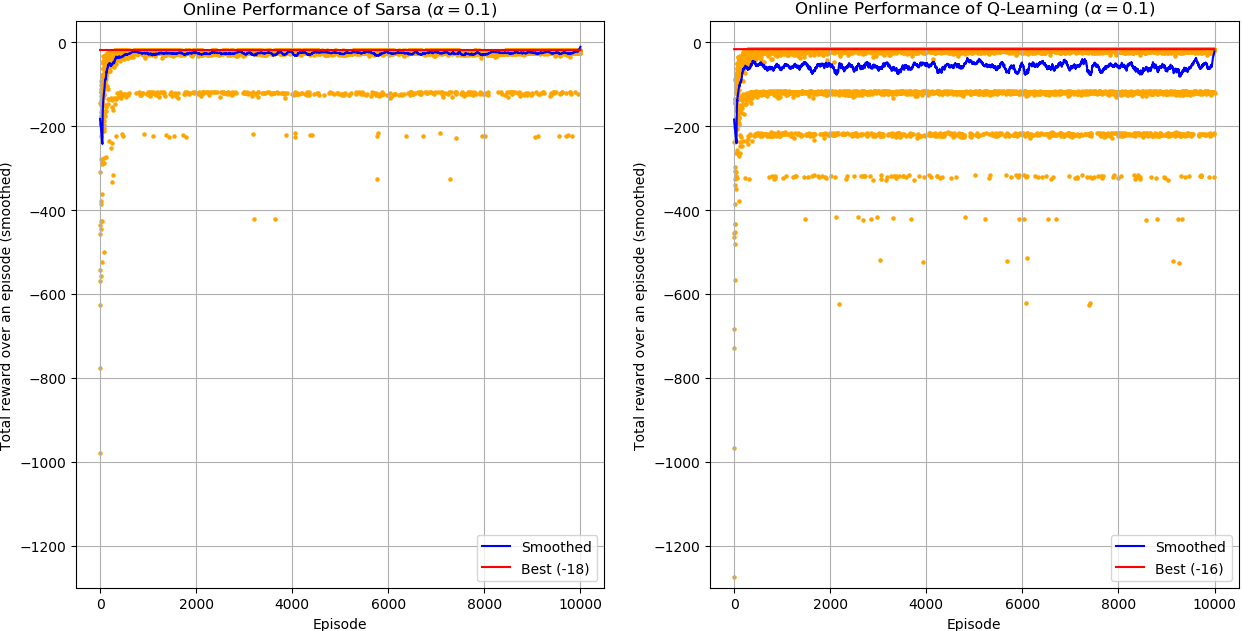 Online Performance of Sarsa (α = 0.1)
Total reward over an episode (smoothed)
0
−200
−400
−600
−800
−1000
−1200
0 2000 4000 6000 8000 10000
Episode
Smoothed
Best (-18)
Online Performance of Q-Learning (α = 0.1)
Total reward over an episode (smoothed)
0
−200
−400
−600
−800
−1000
−1200
0 2000 4000 6000 8000 10000
Episode
Smoothed
Best (-16)